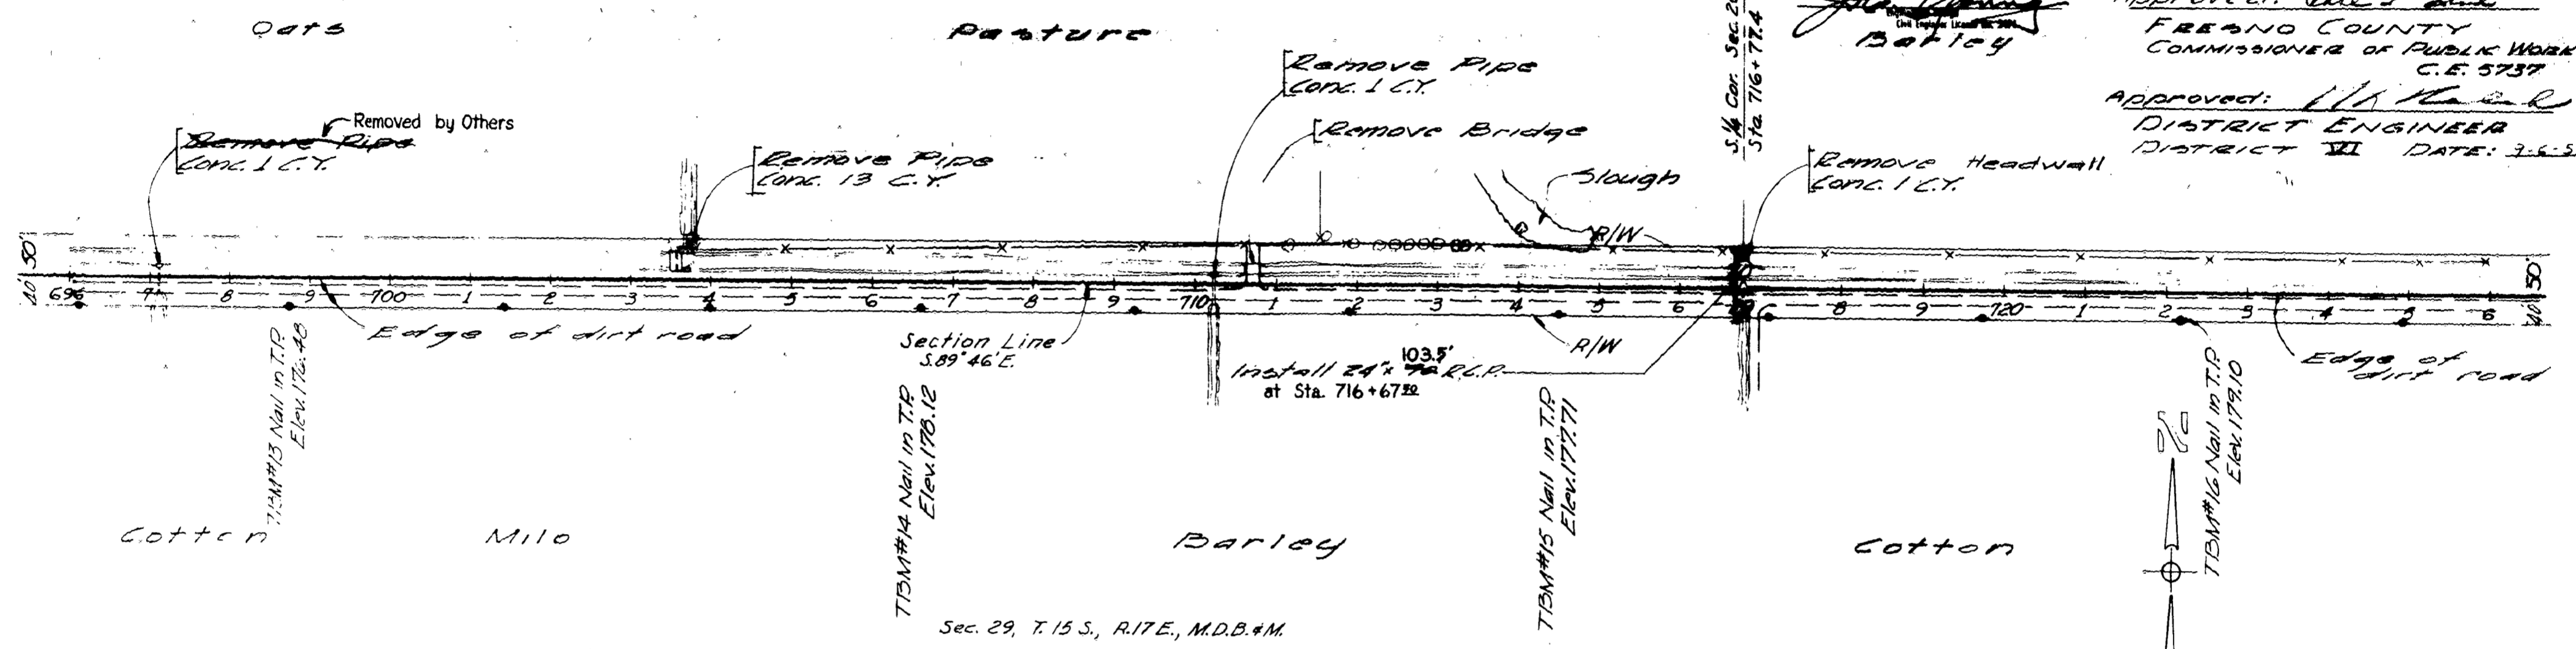 Oats
Pasture
S.¼ Cor. Sec. 20
Sta. 716+77.4
Civil Engineer
Barley
Approved:
FRESNO COUNTY
COMMISSIONER OF PUBLIC WORK
C.E. 5737
Approved:
DISTRICT ENGINEER
DISTRICT VI DATE:
Remove Pipe
Conc. 1 C.Y.
Removed by Others
Remove Pipe
Conc. 13 C.Y.
Remove Pipe
Conc. 1 C.Y.
Remove Bridge
Slough
R/W
Remove Headwall
Conc. 1 C.Y.
50'
40'
696 7 8 9 700 1 2 3 4 5 6 7 8 9 710 1 2 3 4 5 6 7 8 9 720 1 2 3 4 5 6
50'
40'
Edge of dirt road
Section Line
S.89°46'E.
103.5'
Install 24"x R.C.P.
at Sta. 716+67.50
R/W
Edge of
dirt road
TBM#13 Nail in T.P.
Elev. 176.48
TBM#14 Nail in T.P.
Elev. 178.12
TBM#15 Nail in T.P.
Elev. 177.71
TBM#16 Nail in T.P.
Elev. 179.10
Cotton
Milo
Barley
Cotton
Sec. 29, T. 15 S., R. 17 E., M.D.B.&M.